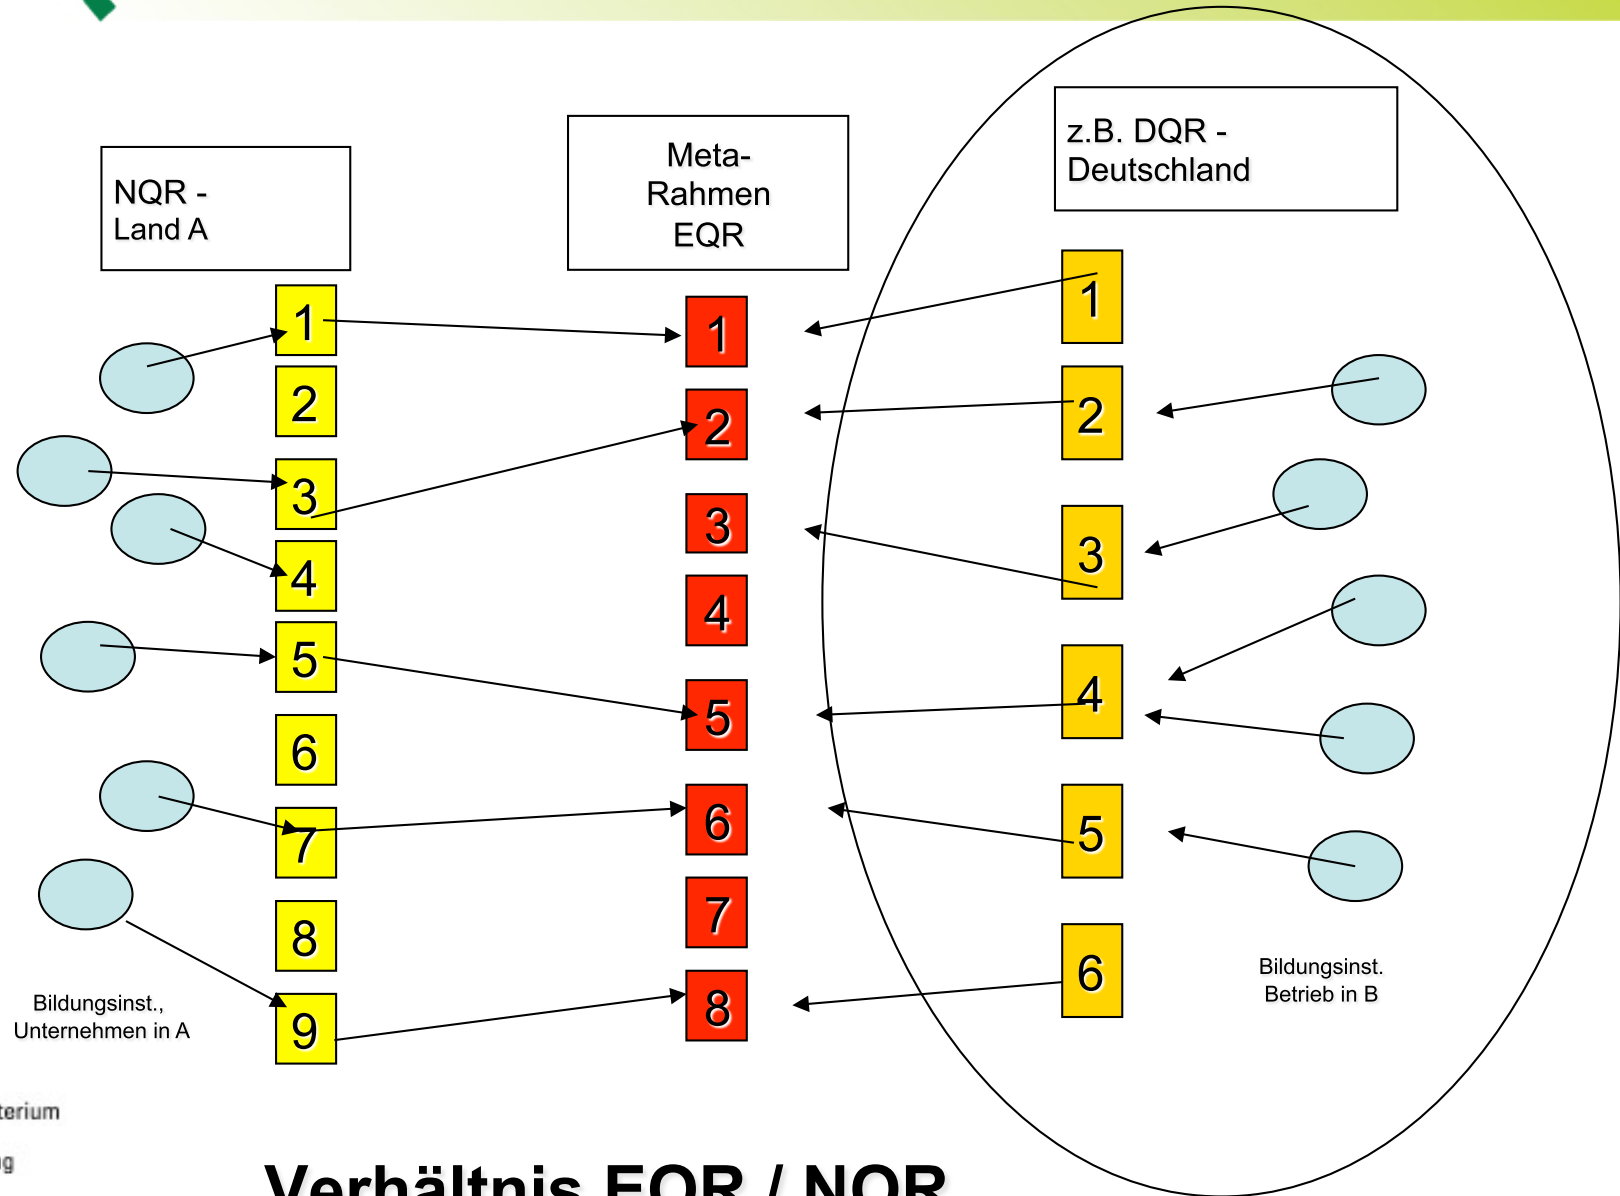 NQR -
Land A
Meta-
Rahmen
EQR
z.B. DQR -
Deutschland
1
2
3
4
5
6
7
8
9
1
2
3
4
5
6
7
8
1
2
3
4
5
6
Bildungsinst.,
Unternehmen in A
Bildungsinst.
Betrieb in B
terium
g
Verhältnis EQR / NQR